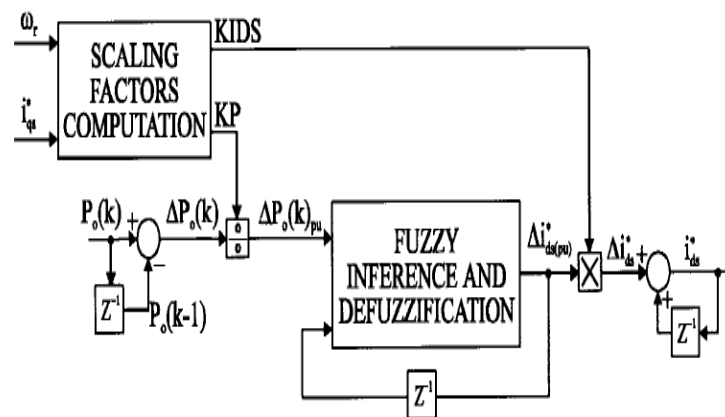 ω_r
i*_qs
SCALING
FACTORS
COMPUTATION
KIDS
KP
P_o(k)
+
−
ΔP_o(k)
÷
ΔP_o(k)_pu
Z⁻¹
P_o(k-1)
FUZZY
INFERENCE AND
DEFUZZIFICATION
Z⁻¹
Δi*_ds(pu)
X
Δi*_ds
+
+
i*_ds
Z⁻¹